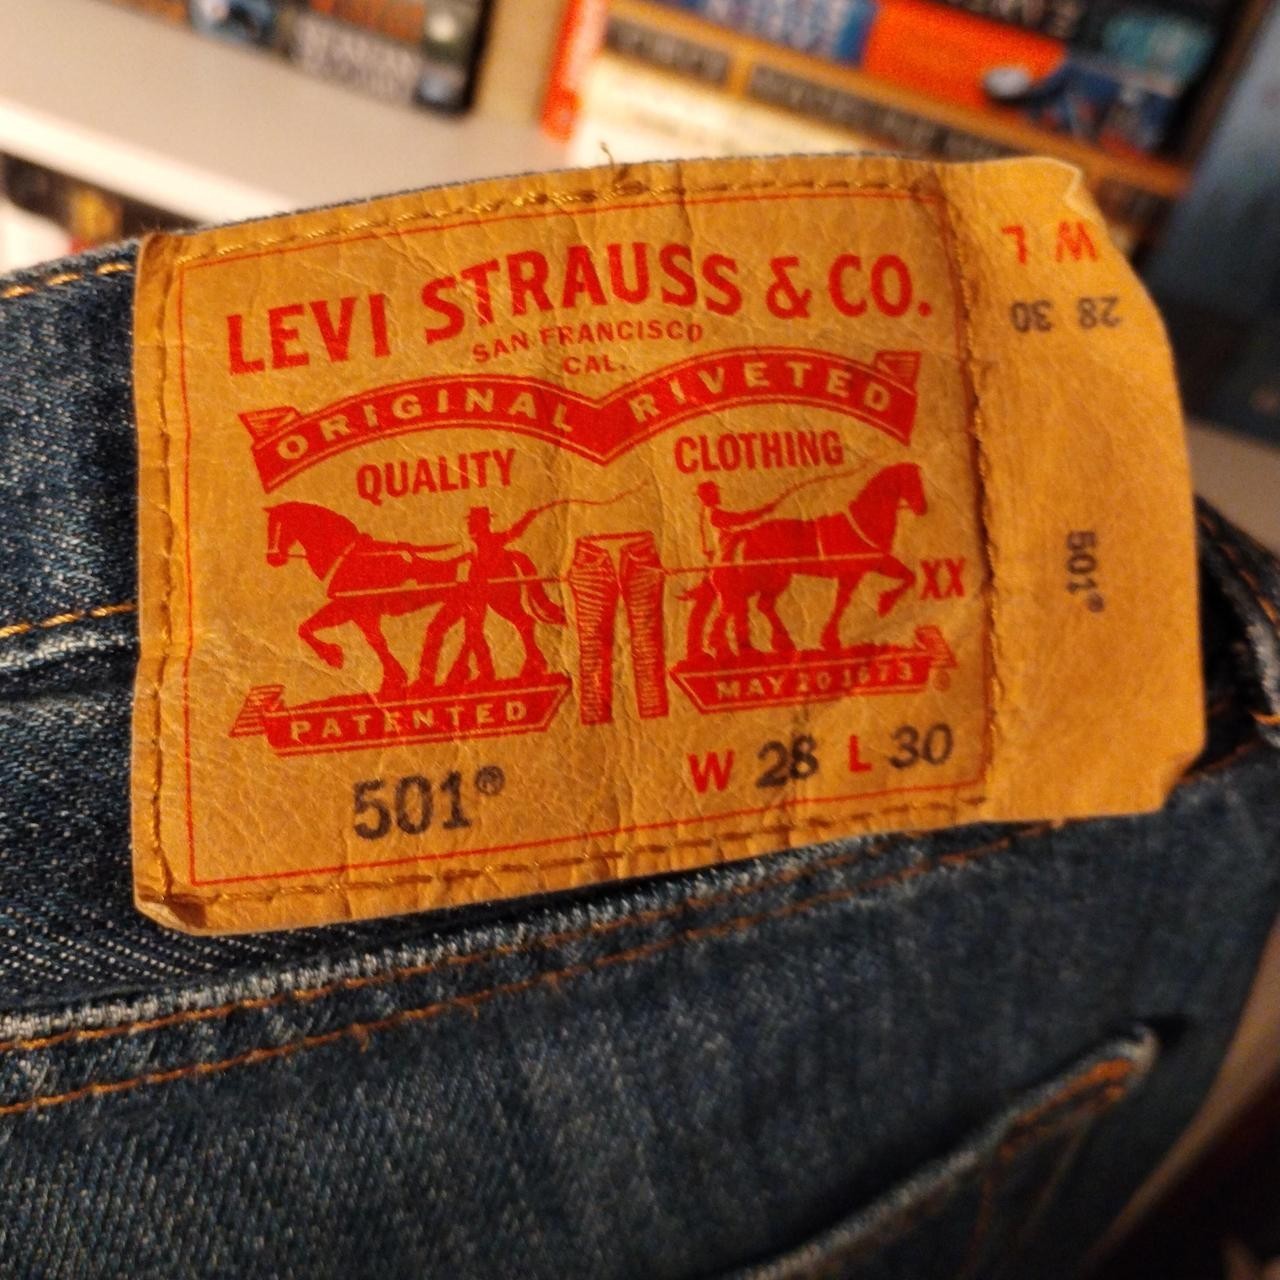 LEVI STRAUSS & CO.
SAN FRANCISCO
CAL.
ORIGINAL RIVETED
QUALITY CLOTHING
XX
PATENTED
MAY 20 1873
501®
W 28 L 30
W L
28 30
501®